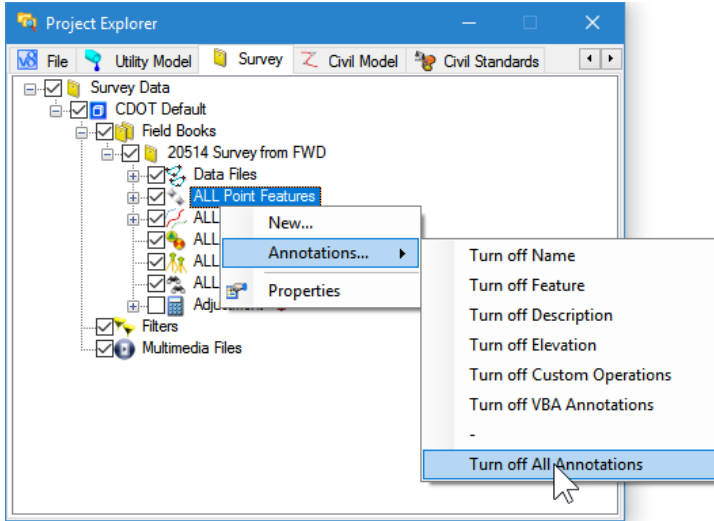 Project Explorer
V8 File Utility Model Survey Civil Model Civil Standards
Survey Data
CDOT Default
Field Books
20514 Survey from FWD
Data Files
ALL Point Features
ALL
New...
ALL
Annotations...
Turn off Name
ALL
ALL
Properties
Turn off Feature
Turn off Description
Filters
Turn off Elevation
Multimedia Files
Turn off Custom Operations
Turn off VBA Annotations
-
Turn off All Annotations